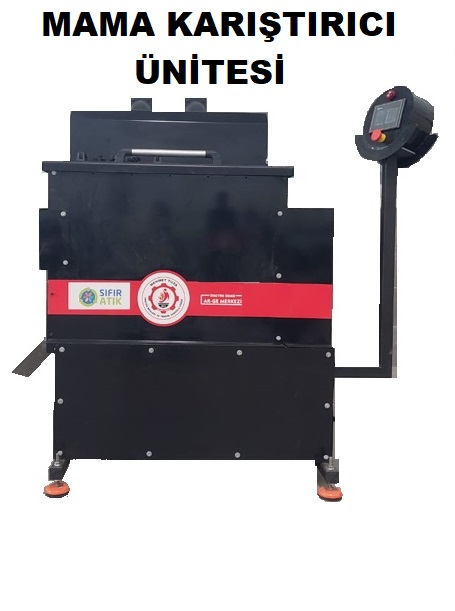 MAMA KARIŞTIRICI
ÜNİTESİ
SIFIR
ATIK
AR-GE MERKEZİ